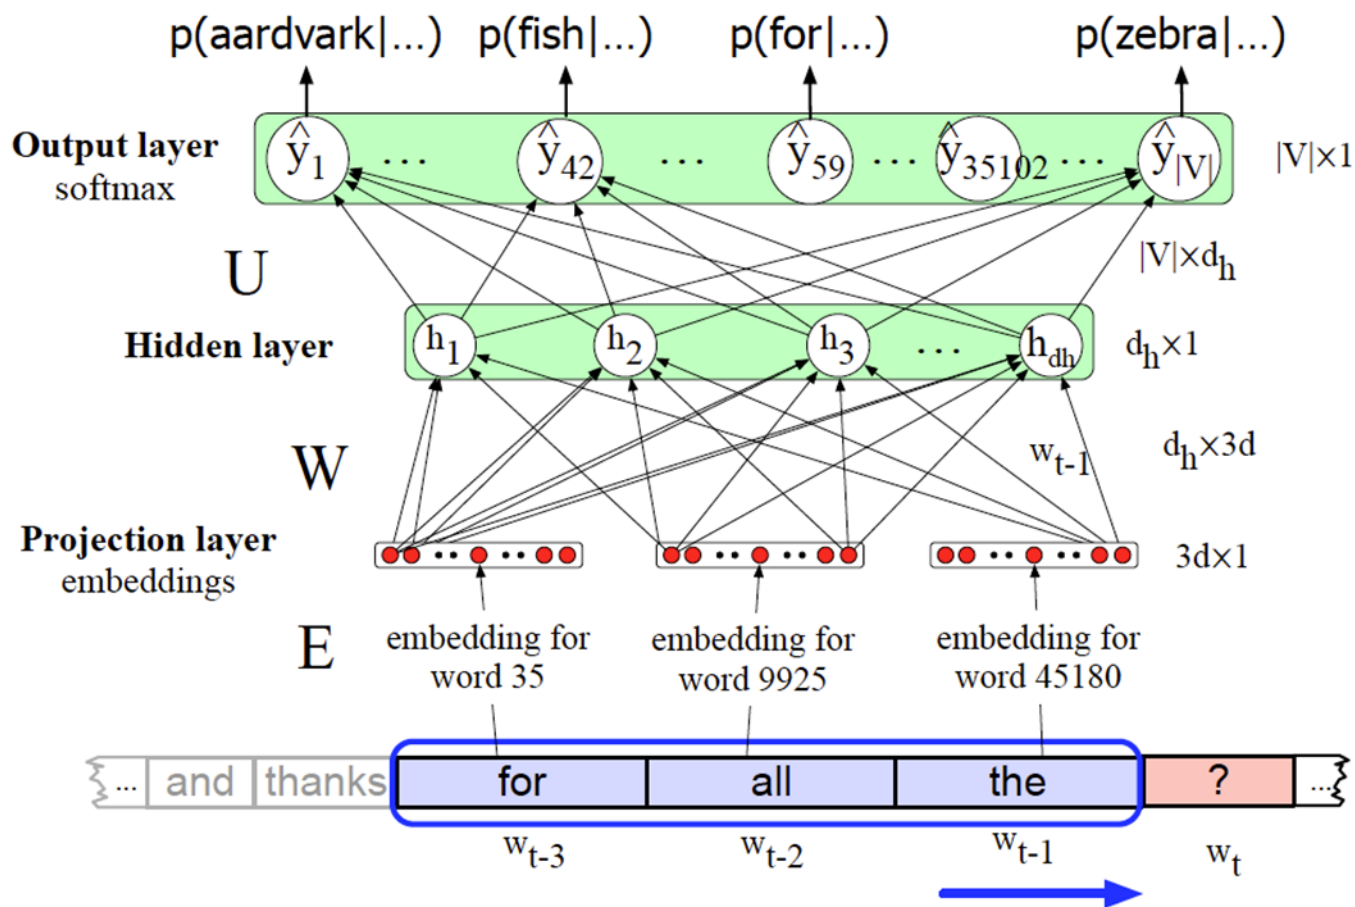 p(aardvark|...) p(fish|...) p(for|...) p(zebra|...)
Output layer
softmax
ŷ1 ... ŷ42 ... ŷ59 ... ŷ35102 ... ŷ|V|
|V|×1
U
|V|×dh
Hidden layer
h1 h2 h3 ... hdh
dh×1
W
wt-1
dh×3d
Projection layer
embeddings
3d×1
E
embedding for
word 35
embedding for
word 9925
embedding for
word 45180
... and thanks for all the ? ...
wt-3 wt-2 wt-1 wt